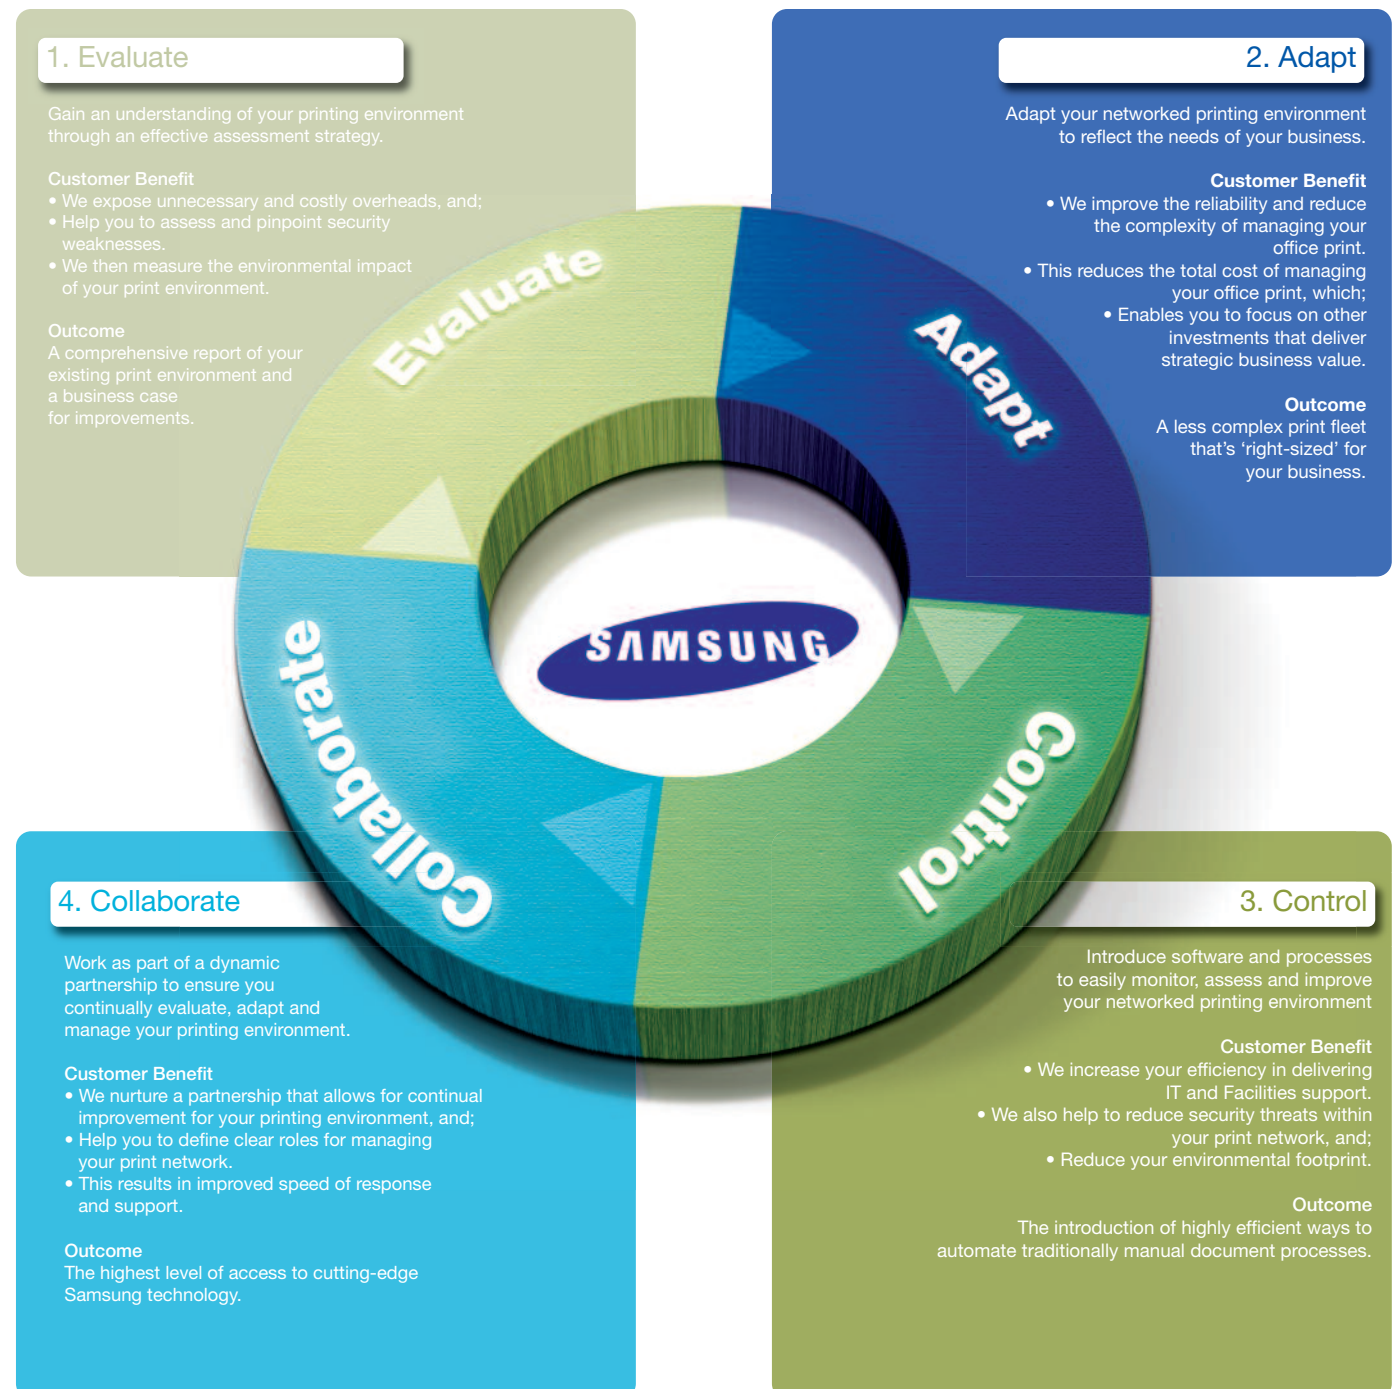 1. Evaluate
Gain an understanding of your printing environment
through an effective assessment strategy.
Customer Benefit
• We expose unnecessary and costly overheads, and;
• Help you to assess and pinpoint security
weaknesses.
• We then measure the environmental impact
of your print environment.
Outcome
A comprehensive report of your
existing print environment and
a business case
for improvements.
2. Adapt
Adapt your networked printing environment
to reflect the needs of your business.
Customer Benefit
• We improve the reliability and reduce
the complexity of managing your
office print.
• This reduces the total cost of managing
your office print, which;
• Enables you to focus on other
investments that deliver
strategic business value.
Outcome
A less complex print fleet
that’s ‘right-sized’ for
your business.
Evaluate
Adapt
SAMSUNG
Collaborate
Control
4. Collaborate
Work as part of a dynamic
partnership to ensure you
continually evaluate, adapt and
manage your printing environment.
Customer Benefit
• We nurture a partnership that allows for continual
improvement for your printing environment, and;
• Help you to define clear roles for managing
your print network.
• This results in improved speed of response
and support.
Outcome
The highest level of access to cutting-edge
Samsung technology.
3. Control
Introduce software and processes
to easily monitor, assess and improve
your networked printing environment
Customer Benefit
• We increase your efficiency in delivering
IT and Facilities support.
• We also help to reduce security threats within
your print network, and;
• Reduce your environmental footprint.
Outcome
The introduction of highly efficient ways to
automate traditionally manual document processes.